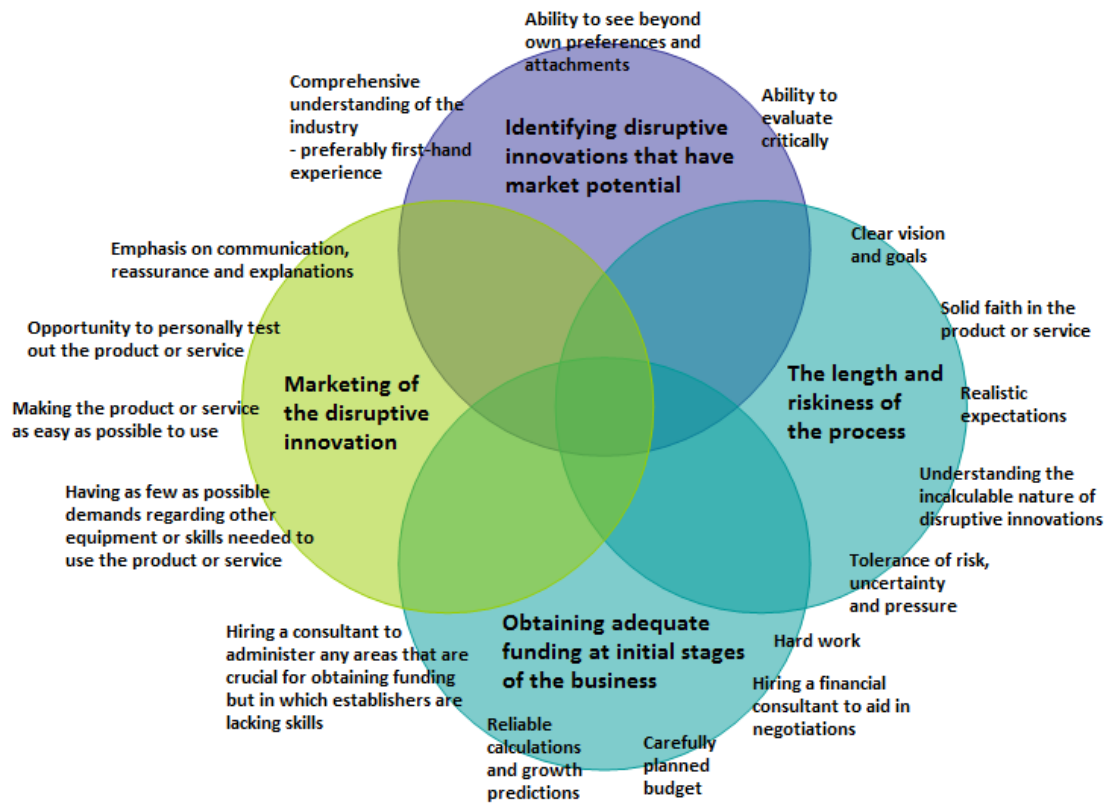 Ability to see beyond
own preferences and
attachments
Comprehensive
understanding of the
industry
- preferably first-hand
experience
Ability to
evaluate
critically
Identifying disruptive
innovations that have
market potential
Emphasis on communication,
reassurance and explanations
Opportunity to personally test
out the product or service
Making the product or service
as easy as possible to use
Having as few as possible
demands regarding other
equipment or skills needed to
use the product or service
Marketing of
the disruptive
innovation
Clear vision
and goals
Solid faith in the
product or service
Realistic
expectations
Understanding the
incalculable nature of
disruptive innovations
Tolerance of risk,
uncertainty
and pressure
The length and
riskiness of
the process
Obtaining adequate
funding at initial stages
of the business
Hiring a consultant to
administer any areas that are
crucial for obtaining funding
but in which establishers are
lacking skills
Reliable
calculations
and growth
predictions
Carefully
planned
budget
Hiring a financial
consultant to aid in
negotiations
Hard work